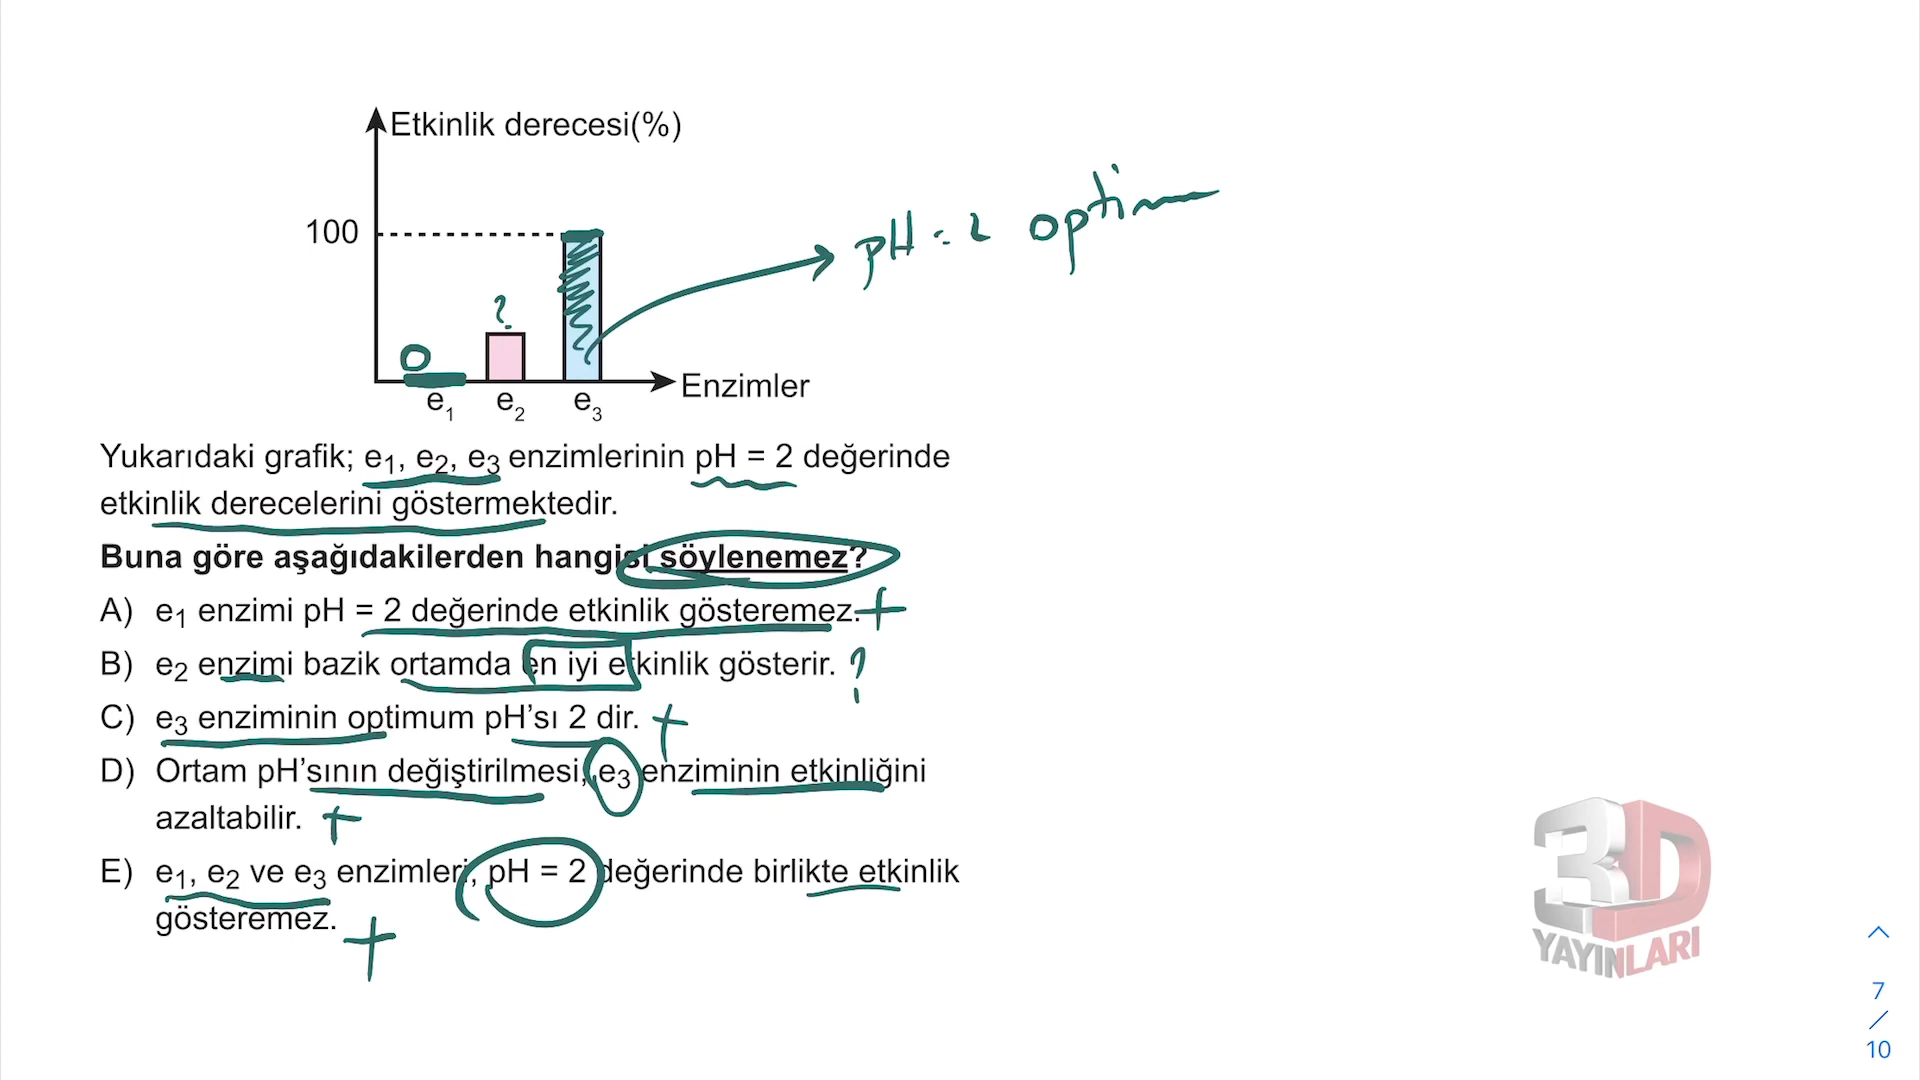 Etkinlik derecesi(%)
100
pH = 2 optimum
?
0
e1 e2 e3
Enzimler
Yukarıdaki grafik; e1, e2, e3 enzimlerinin pH = 2 değerinde
etkinlik derecelerini göstermektedir.
Buna göre aşağıdakilerden hangisi söylenemez?
A) e1 enzimi pH = 2 değerinde etkinlik gösteremez. +
B) e2 enzimi bazik ortamda en iyi etkinlik gösterir. ?
C) e3 enziminin optimum pH’sı 2 dir. +
D) Ortam pH’sının değiştirilmesi, e3 enziminin etkinliğini
azaltabilir. +
E) e1, e2 ve e3 enzimleri, pH = 2 değerinde birlikte etkinlik
gösteremez. +
3D
YAYINLARI
7
/
10